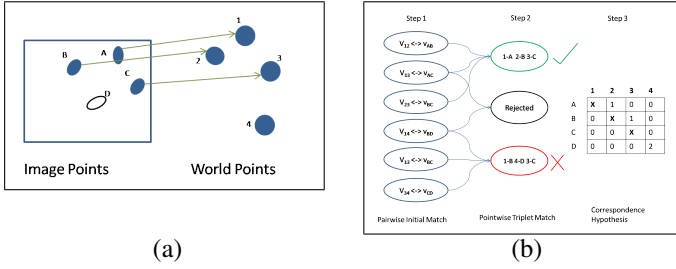 1
A
B
2
3
C
D
4
Image Points
World Points
(a)
Step 1
Step 2
Step 3
V12 <-> vAB
V13 <-> vAC
V23 <-> vBC
V14 <-> vBD
V13 <-> vBC
V34 <-> vCD
1-A 2-B 3-C
Rejected
1-B 4-D 3-C
1 2 3 4
A X 1 0 0
B 0 X 1 0
C 0 0 X 0
D 0 0 0 2
Pairwise Initial Match
Pointwise Triplet Match
Correspondence
Hypothesis
(b)